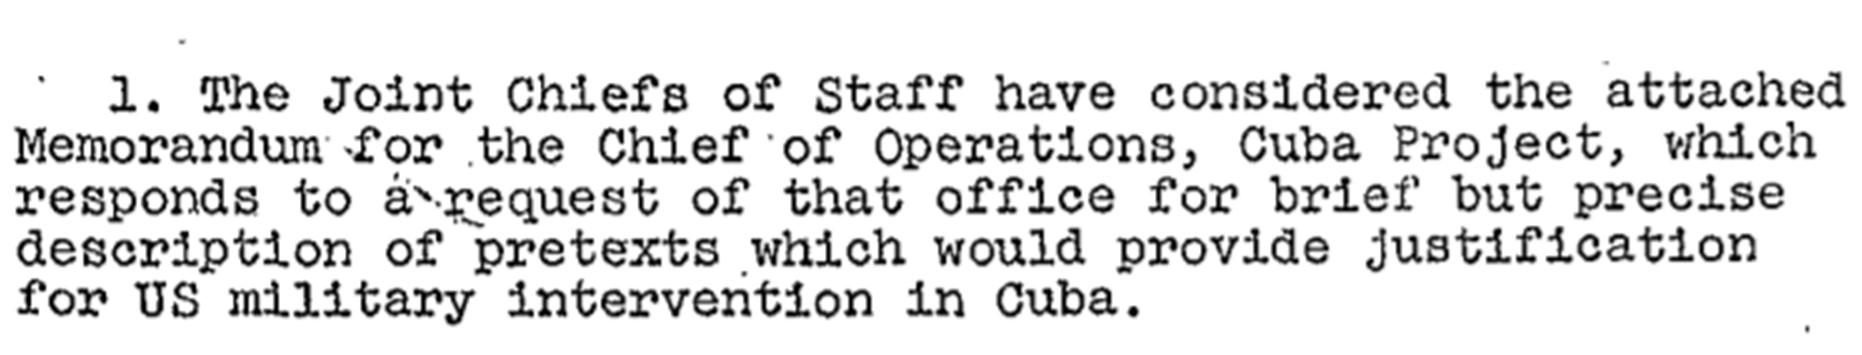 1. The Joint Chiefs of Staff have considered the attached
Memorandum for the Chief of Operations, Cuba Project, which
responds to a request of that office for brief but precise
description of pretexts which would provide justification
for US military intervention in Cuba.